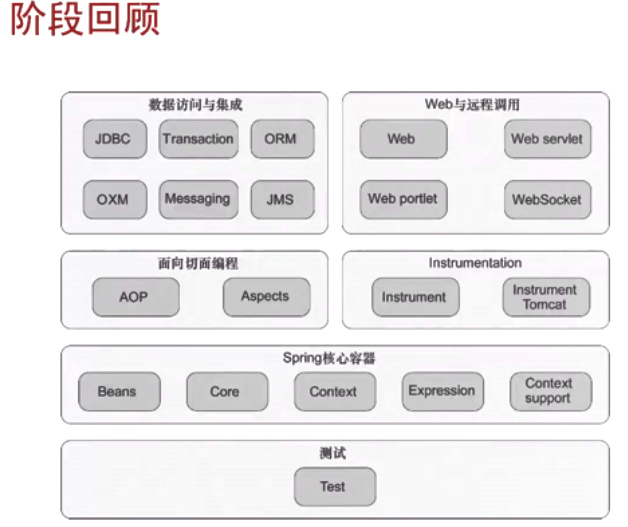 阶段回顾
数据访问与集成
JDBC
Transaction
ORM
OXM
Messaging
JMS
Web与远程调用
Web
Web servlet
Web portlet
WebSocket
面向切面编程
AOP
Aspects
Instrumentation
Instrument
Instrument
Tomcat
Spring核心容器
Beans
Core
Context
Expression
Context
support
测试
Test